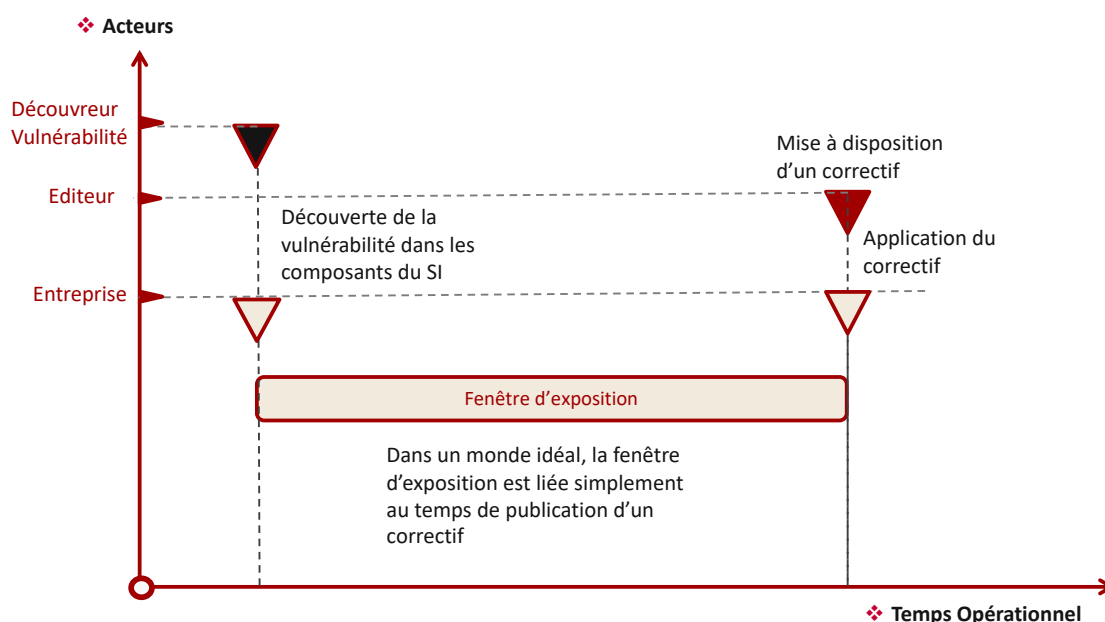 ❖ Acteurs
Découvreur
Vulnérabilité
Mise à disposition
d’un correctif
Editeur
Découverte de la
vulnérabilité dans les
composants du SI
Application du
correctif
Entreprise
Fenêtre d’exposition
Dans un monde idéal, la fenêtre
d’exposition est liée simplement
au temps de publication d’un
correctif
❖ Temps Opérationnel